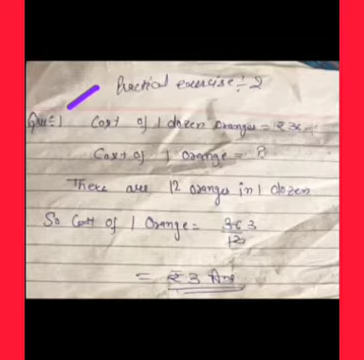 Practical exercise:- 2
Que:1 Cost of 1 dozen oranges = ₹36
Cost of 1 Orange = ?
There are 12 oranges in 1 dozen
So Cost of 1 Orange = 36 3
12
= ₹3 Ans